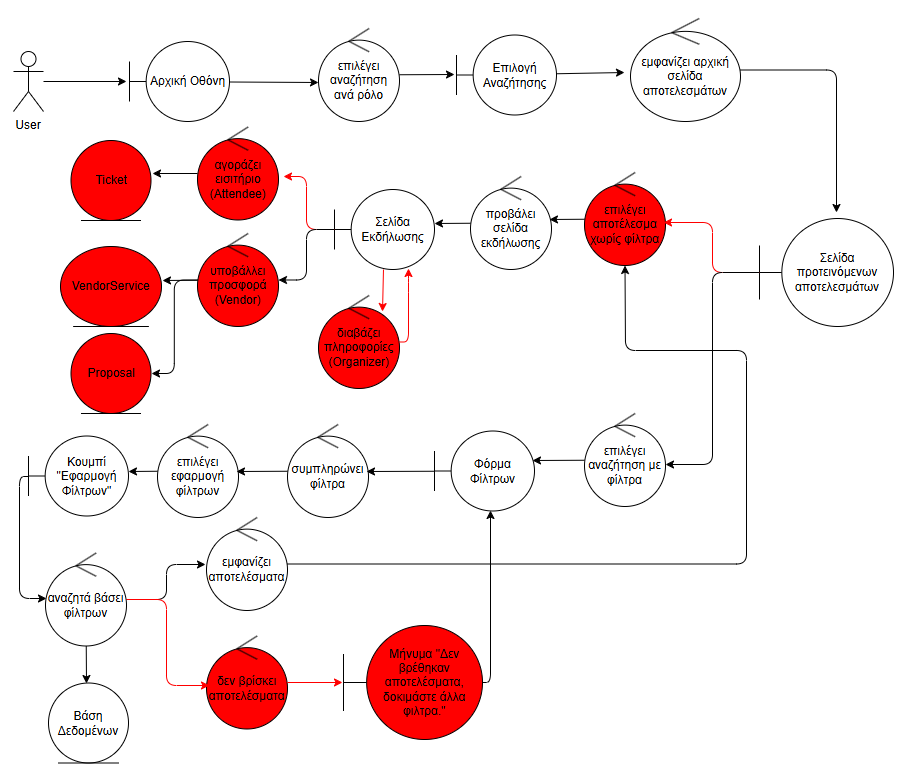 User
Αρχική Οθόνη
επιλέγει
αναζήτηση
ανά ρόλο
Επιλογή
Αναζήτησης
εμφανίζει αρχική
σελίδα
αποτελεσμάτων
Ticket
αγοράζει
εισιτήριο
(Attendee)
Σελίδα
Εκδήλωσης
προβάλει
σελίδα
εκδήλωσης
επιλέγει
αποτέλεσμα
χωρίς φίλτρα
Σελίδα
προτεινόμενων
αποτελεσμάτων
VendorService
υποβάλλει
προσφορά
(Vendor)
διαβάζει
πληροφορίες
(Organizer)
Proposal
Κουμπί
"Εφαρμογή
Φίλτρων"
επιλέγει
εφαρμογή
φίλτρων
συμπληρώνει
φίλτρα
Φόρμα
Φίλτρων
επιλέγει
αναζήτηση με
φίλτρα
αναζητά βάσει
φίλτρων
εμφανίζει
αποτελέσματα
δεν βρίσκει
αποτελέσματα
Μήνυμα "Δεν
βρέθηκαν
αποτελέσματα,
δοκιμάστε άλλα
φιλτρα."
Βάση
Δεδομένων